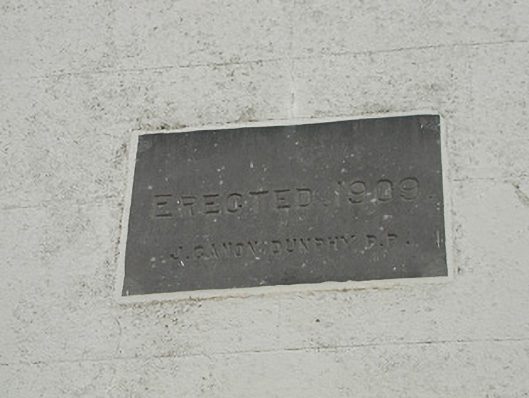 ERECTED. 1909.
J. CANON DUNPHY P.P.